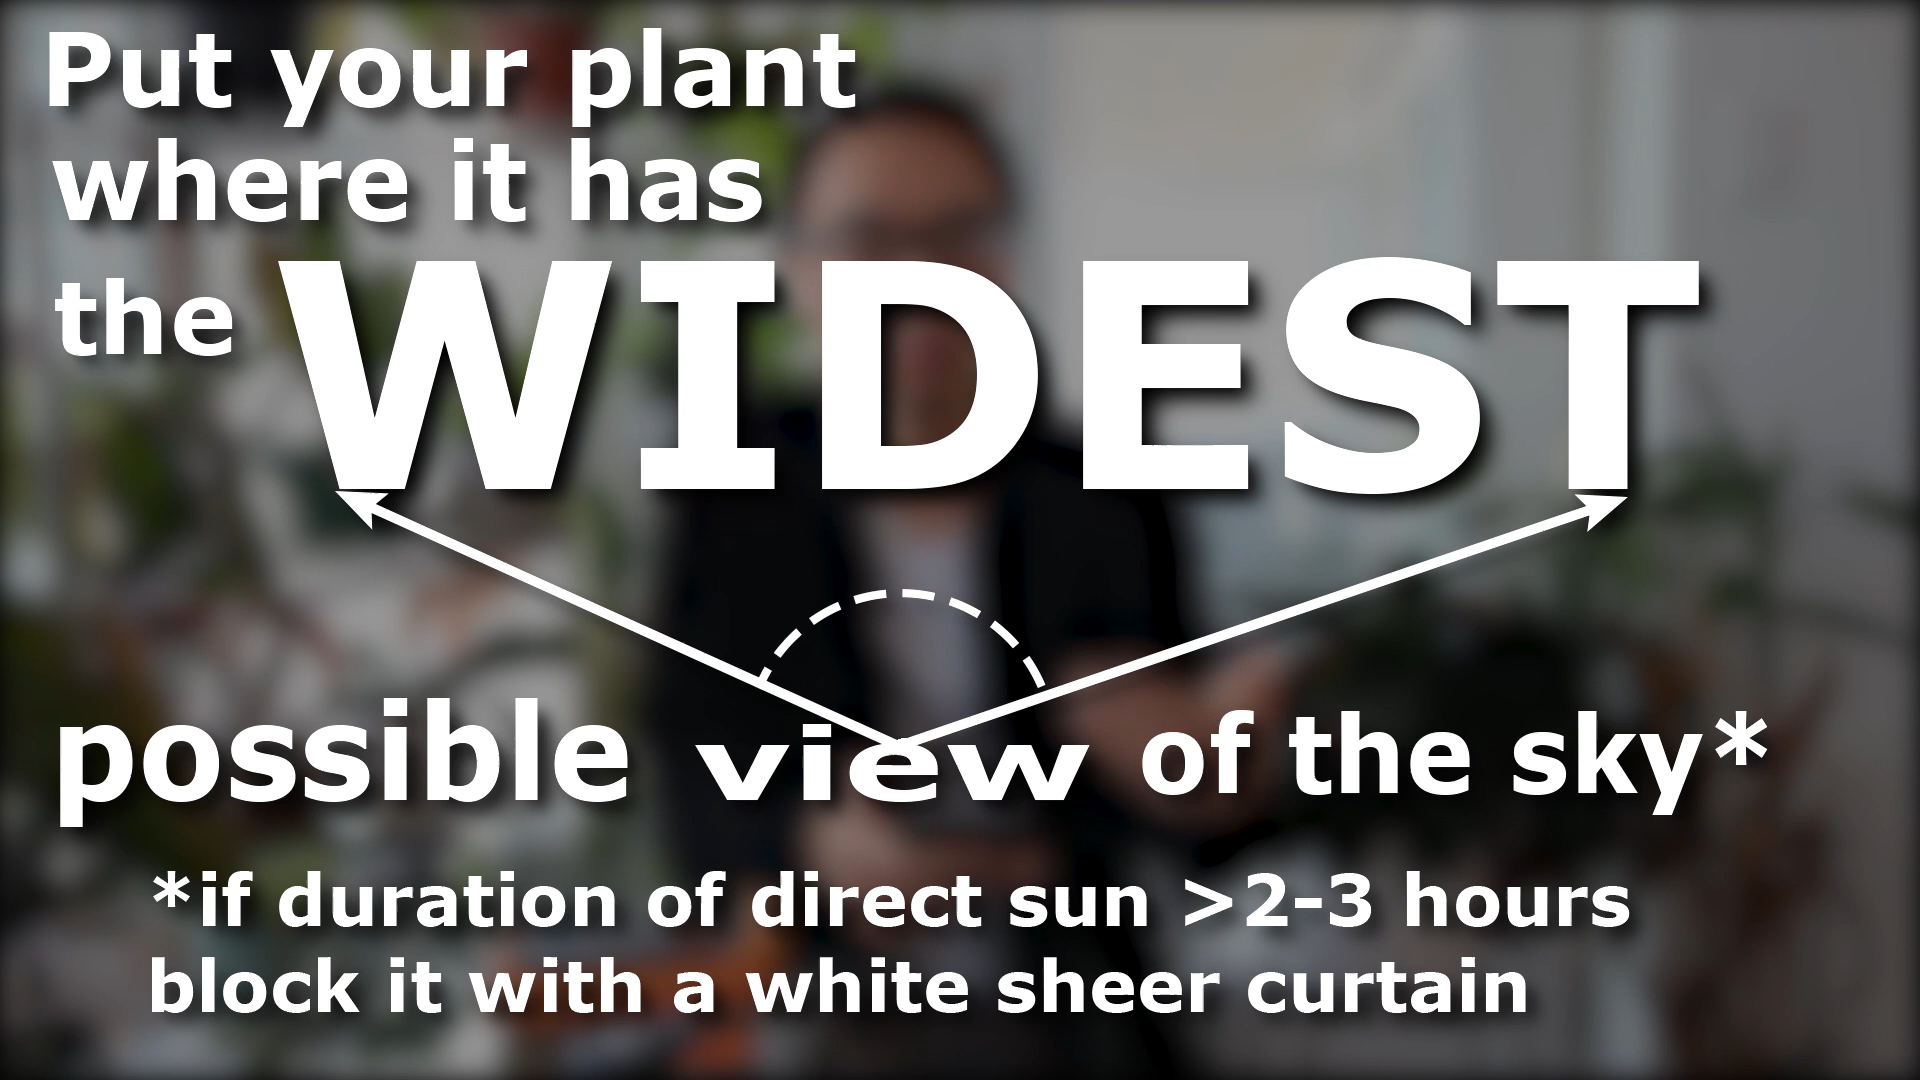 Put your plant
where it has
the WIDEST
possible view of the sky*
*if duration of direct sun >2-3 hours
block it with a white sheer curtain